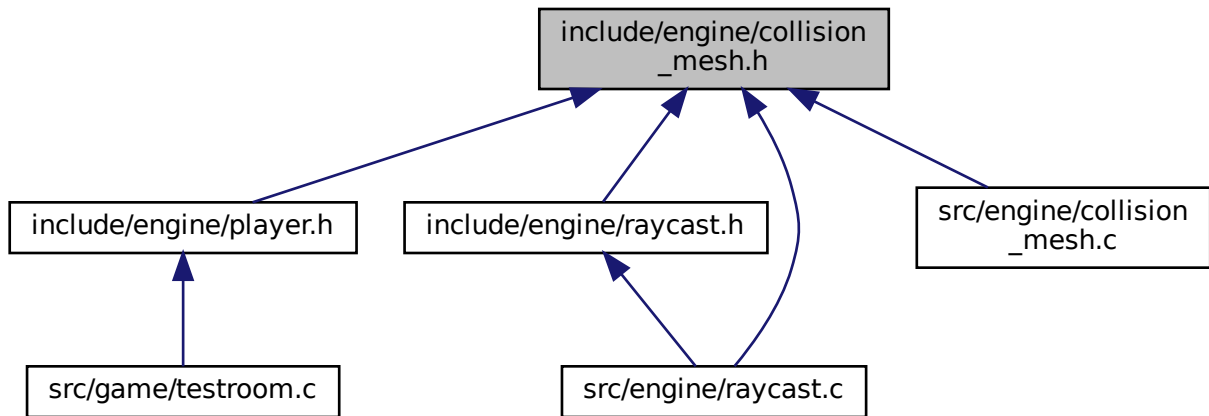 include/engine/collision
_mesh.h
include/engine/player.h
include/engine/raycast.h
src/engine/collision
_mesh.c
src/game/testroom.c
src/engine/raycast.c